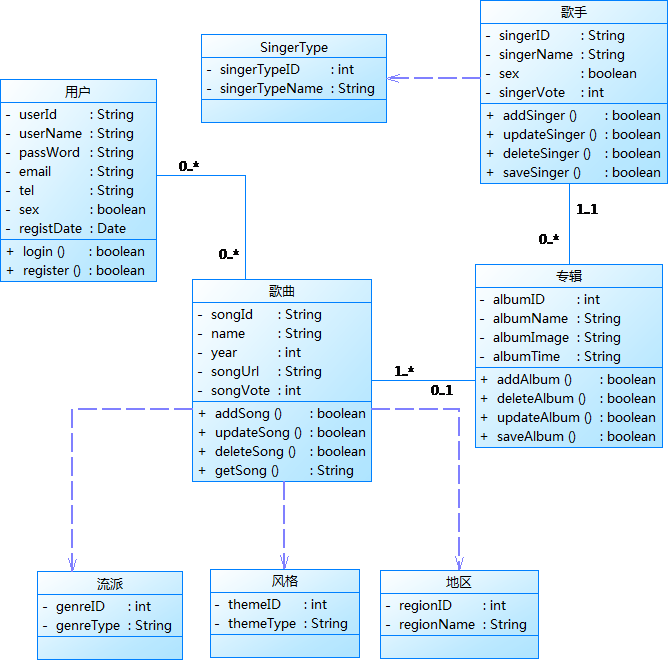 歌手
- singerID : String
- singerName : String
- sex : boolean
- singerVote : int
+ addSinger () : boolean
+ updateSinger () : boolean
+ deleteSinger () : boolean
+ saveSinger () : boolean
SingerType
- singerTypeID : int
- singerTypeName : String
用户
- userId : String
- userName : String
- passWord : String
- email : String
- tel : String
- sex : boolean
- registDate : Date
+ login () : boolean
+ register () : boolean
0..*
0..*
1..1
0..*
歌曲
- songId : String
- name : String
- year : int
- songUrl : String
- songVote : int
+ addSong () : boolean
+ updateSong () : boolean
+ deleteSong () : boolean
+ getSong () : String
1..*
0..1
专辑
- albumID : int
- albumName : String
- albumImage : String
- albumTime : String
+ addAlbum () : boolean
+ deleteAlbum () : boolean
+ updateAlbum () : boolean
+ saveAlbum () : boolean
流派
- genreID : int
- genreType : String
风格
- themeID : int
- themeType : String
地区
- regionID : int
- regionName : String